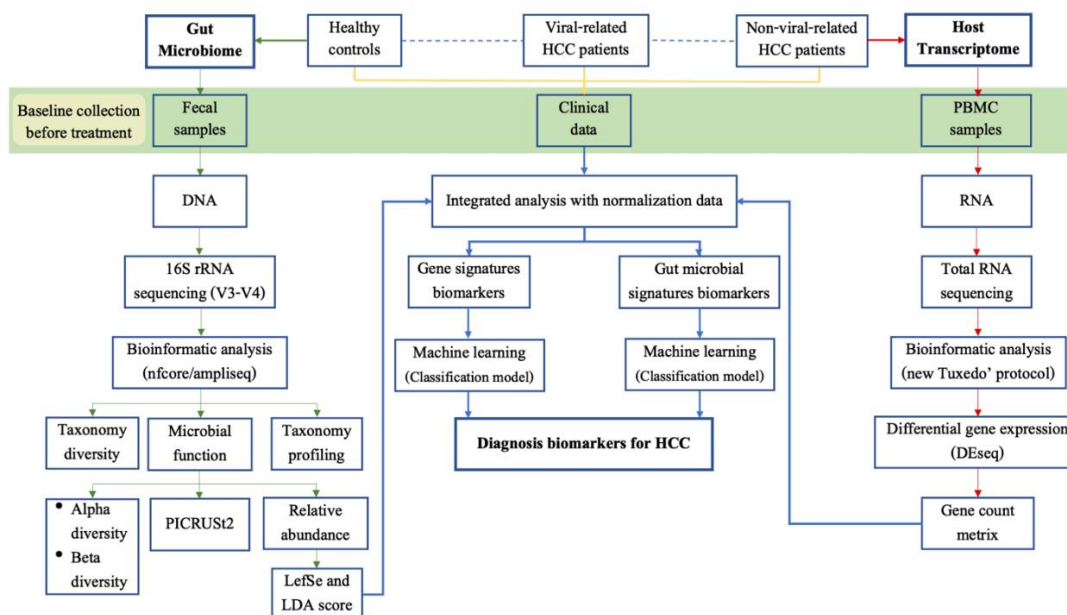 Gut
Microbiome
Healthy
controls
Viral-related
HCC patients
Non-viral-related
HCC patients
Host
Transcriptome
Baseline collection
before treatment
Fecal
samples
Clinical
data
PBMC
samples
DNA
Integrated analysis with normalization data
RNA
16S rRNA
sequencing (V3-V4)
Gene signatures
biomarkers
Gut microbial
signatures biomarkers
Total RNA
sequencing
Bioinformatic analysis
(nfcore/ampliseq)
Machine learning
(Classification model)
Machine learning
(Classification model)
Bioinformatic analysis
(new Tuxedo’ protocol)
Taxonomy
diversity
Microbial
function
Taxonomy
profiling
Diagnosis biomarkers for HCC
Differential gene expression
(DEseq)
• Alpha
diversity
• Beta
diversity
PICRUSt2
Relative
abundance
Gene count
metrix
LefSe and
LDA score